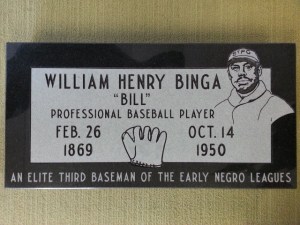 WILLIAM HENRY BINGA
"BILL"
PROFESSIONAL BASEBALL PLAYER
FEB. 26
1869
OCT. 14
1950
AN ELITE THIRD BASEMAN OF THE EARLY NEGRO LEAGUES